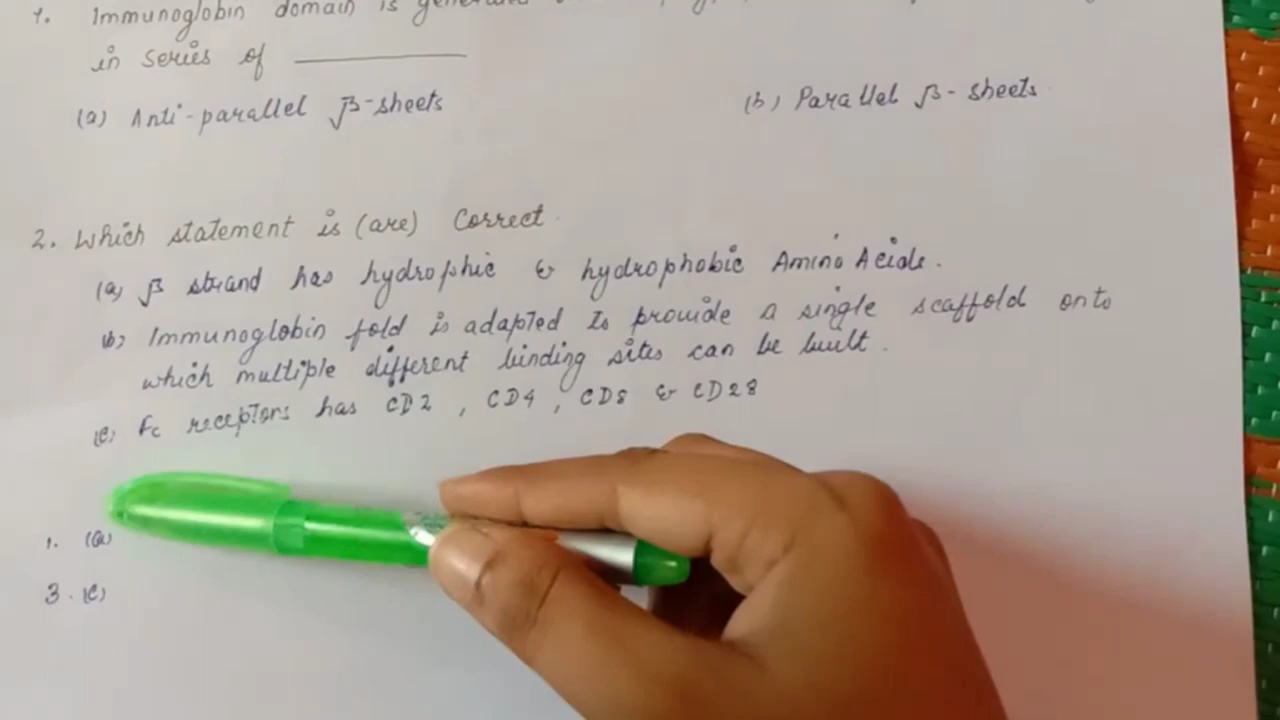 1. Immunoglobin domain is
in series of
(a) Anti-parallel β-sheets (b) Parallel β-sheets
2. Which statement is (are) Correct.
(a) β strand has hydrophic & hydrophobic Amino Acids.
(b) Immunoglobin fold is adapted to provide a single scaffold onto
which multiple different binding sites can be built.
(c) Fc receptors has CD2, CD4, CD8 & CD28
1. (a)
3. (c)